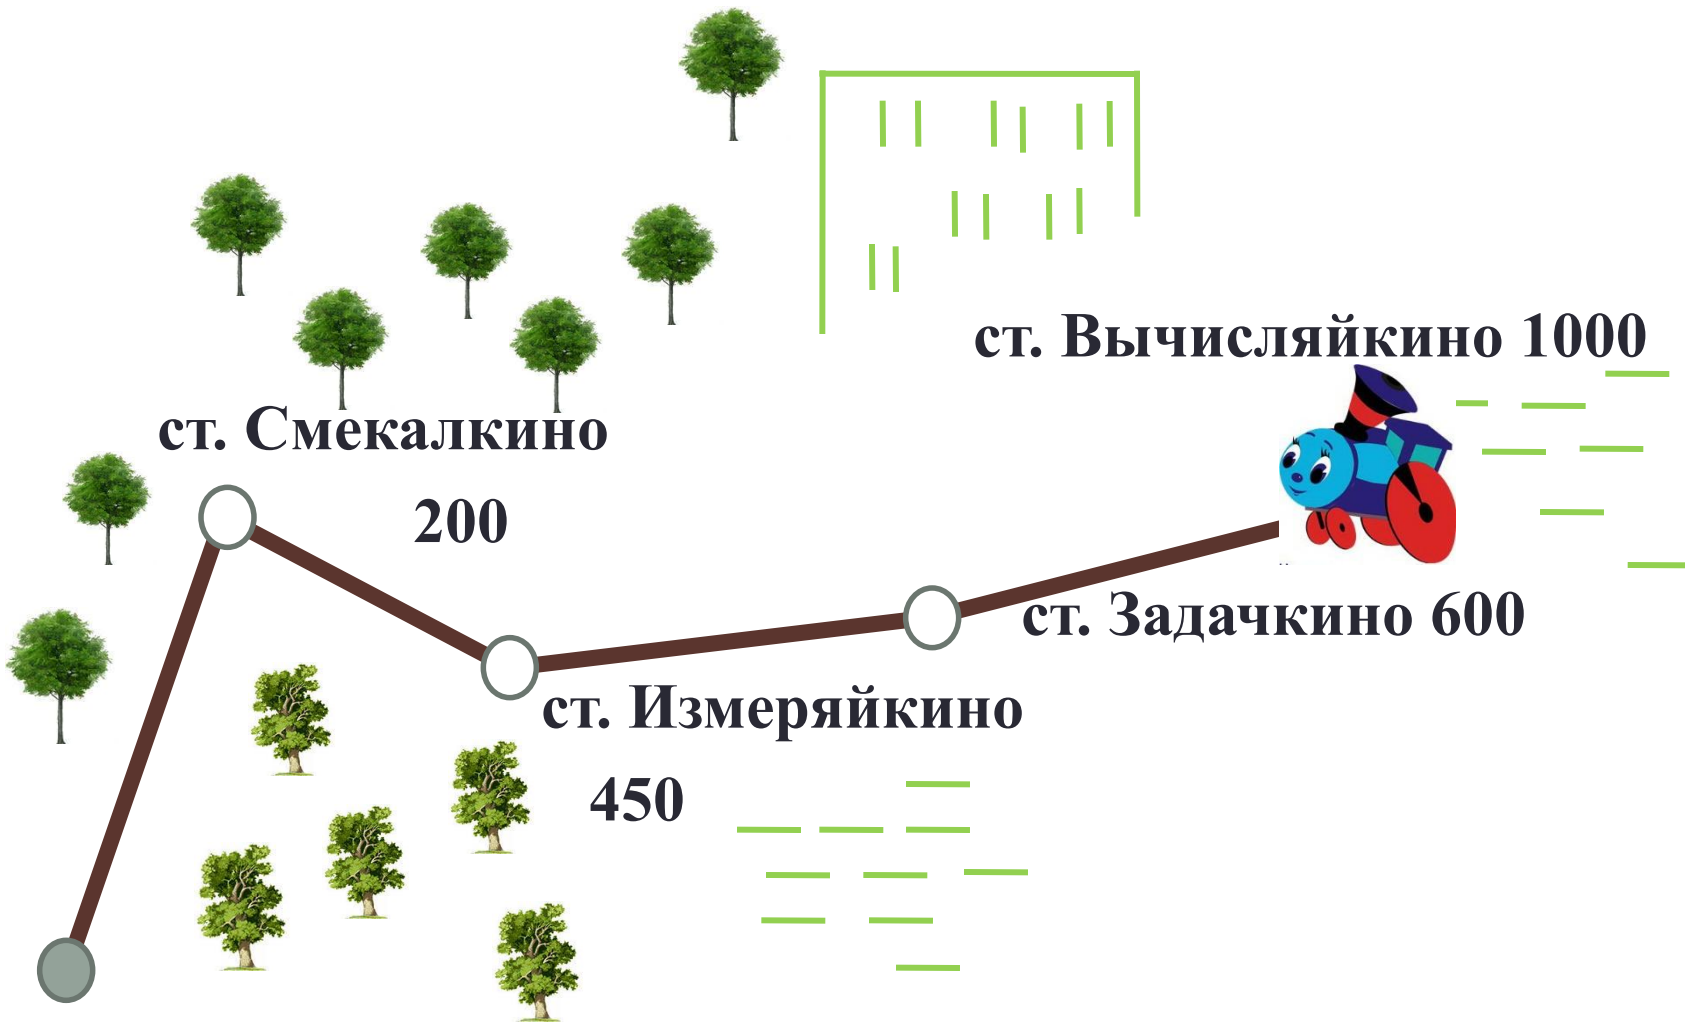 ст. Вычисляйкино 1000
ст. Смекалкино
200
ст. Задачкино 600
ст. Измеряйкино
450